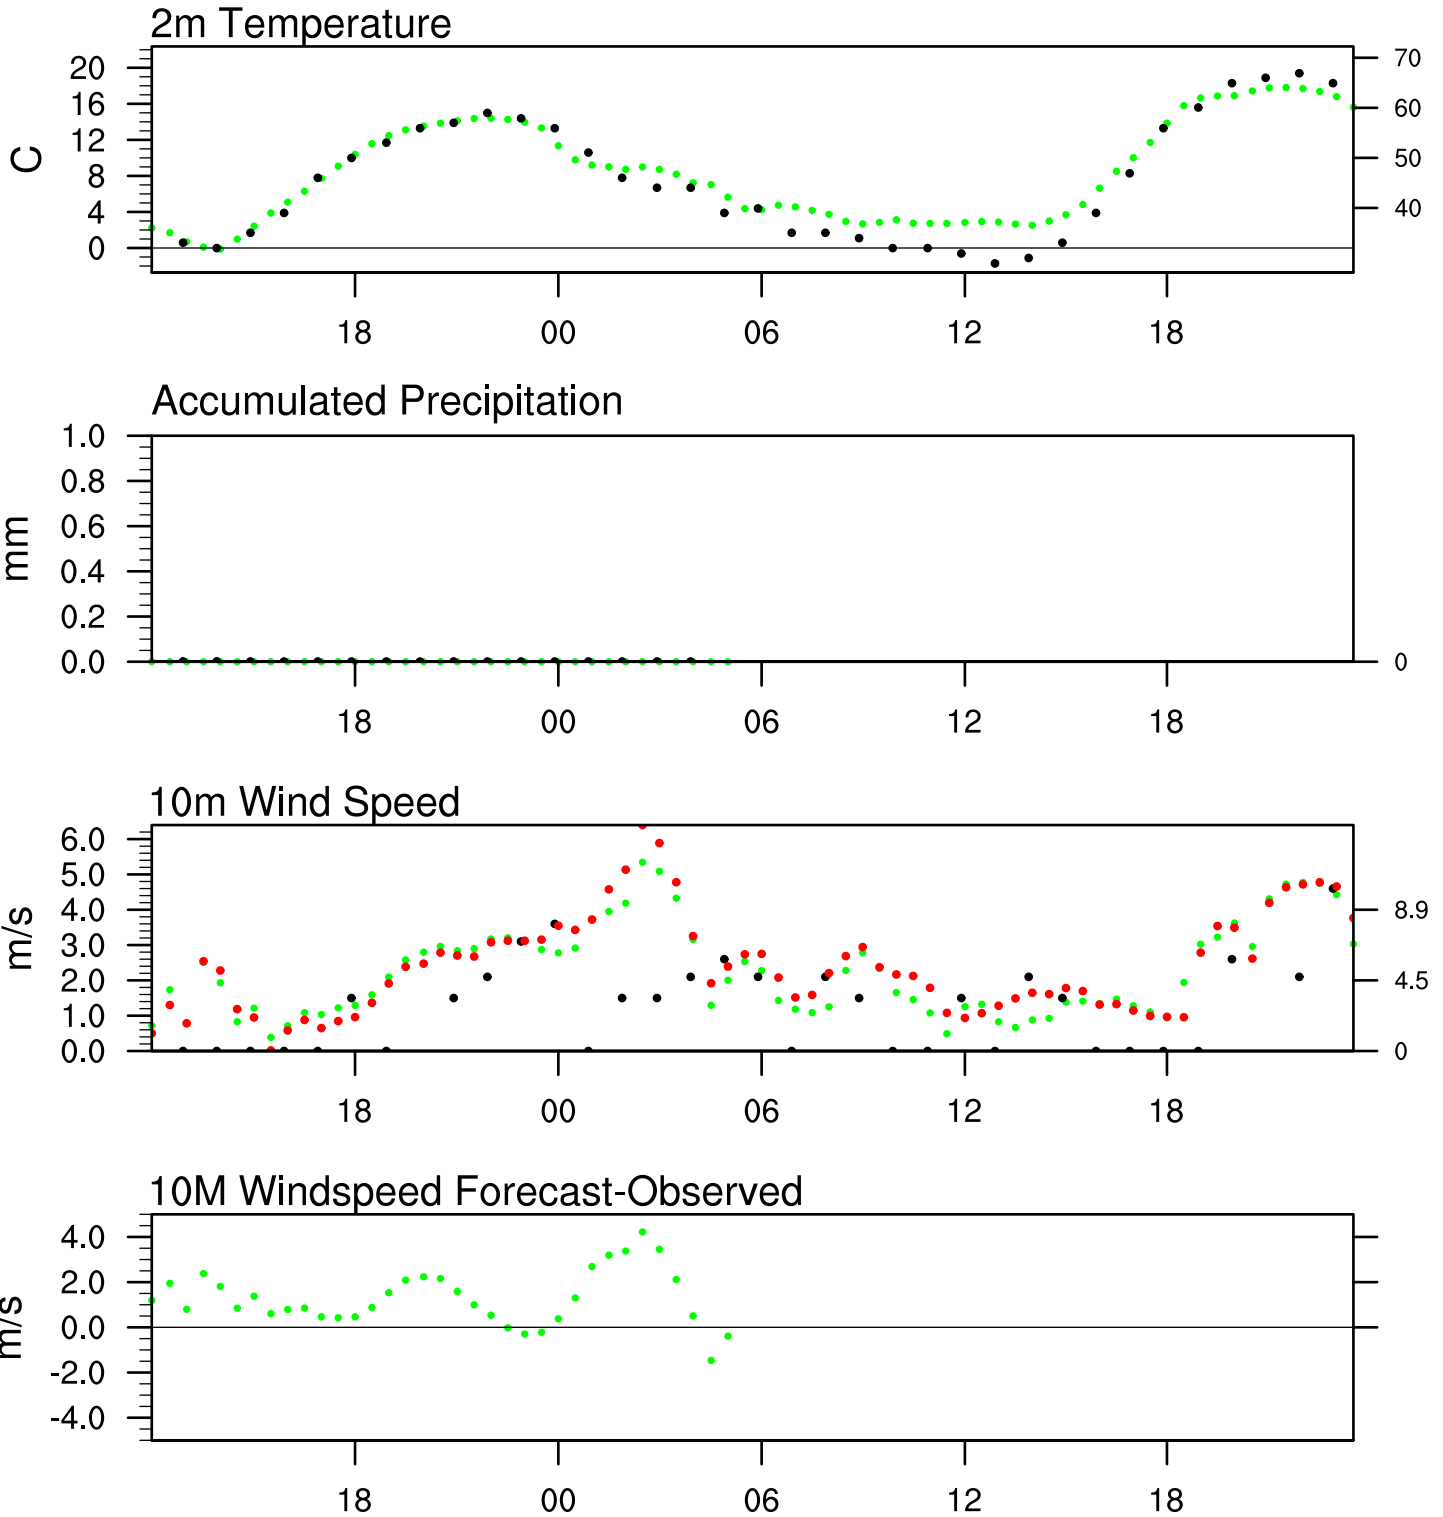 2m Temperature
20
16
12
8
4
0
C
70
60
50
40
18 00 06 12 18
Accumulated Precipitation
1.0
0.8
0.6
0.4
0.2
0.0
mm
0
18 00 06 12 18
10m Wind Speed
6.0
5.0
4.0
3.0
2.0
1.0
0.0
m/s
8.9
4.5
0
18 00 06 12 18
10M Windspeed Forecast-Observed
4.0
2.0
0.0
-2.0
-4.0
m/s
18 00 06 12 18